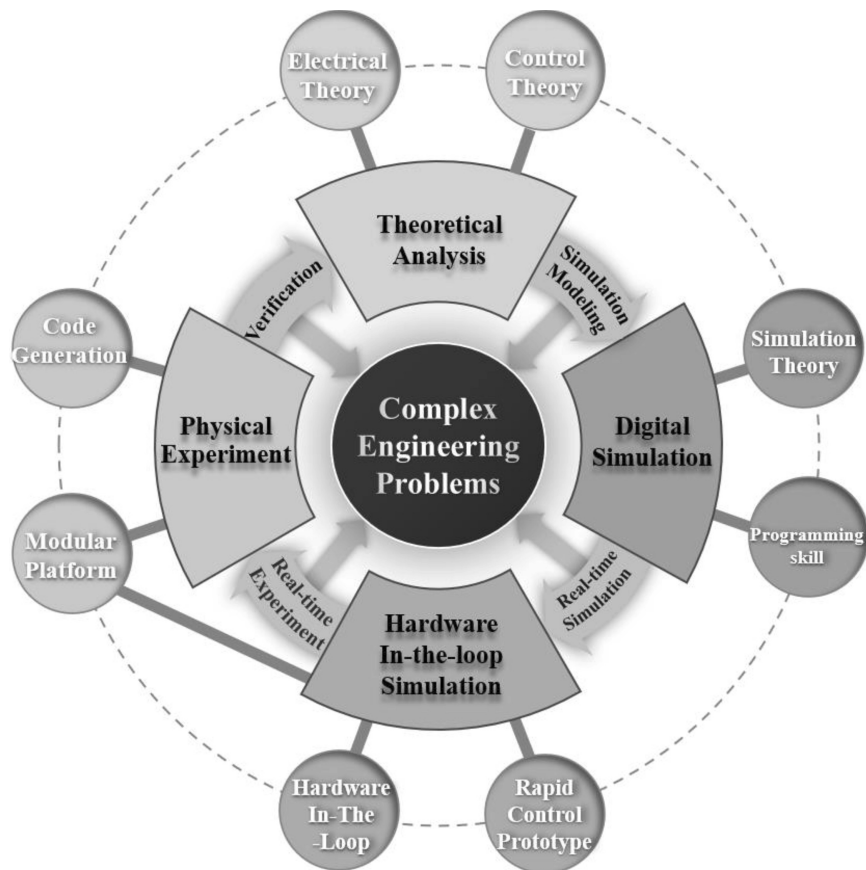 Electrical
Theory
Control
Theory
Theoretical
Analysis
Verification
Simulation
Modeling
Code
Generation
Simulation
Theory
Physical
Experiment
Complex
Engineering
Problems
Digital
Simulation
Modular
Platform
Programming
skill
Real-time
Experiment
Real-time
Simulation
Hardware
In-the-loop
Simulation
Hardware
In-The
-Loop
Rapid
Control
Prototype